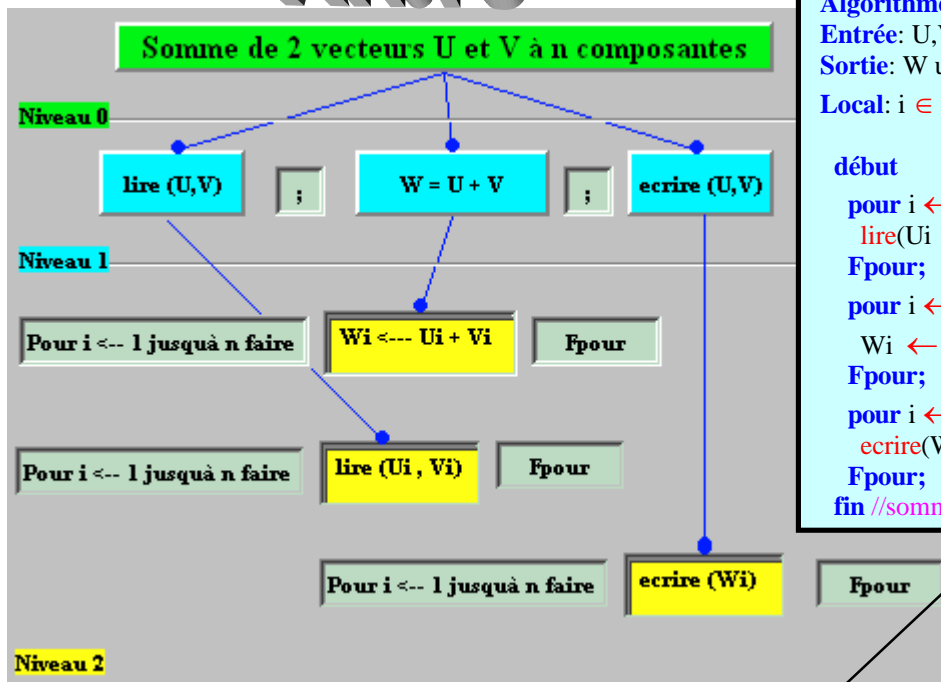 Somme de 2 vecteurs U et V à n composantes
Niveau 0
lire (U,V)
;
W = U + V
;
ecrire (U,V)
Niveau 1
Pour i <-- 1 jusquà n faire
Wi <--- Ui + Vi
Fpour
Pour i <-- 1 jusquà n faire
lire (Ui , Vi)
Fpour
Pour i <-- 1 jusquà n faire
ecrire (Wi)
Fpour
Niveau 2
Entrée: U,
Sortie: W
Local: i ∈
début
pour i ←
lire(Ui
Fpour;
pour i ←
Wi ←
Fpour;
pour i ←
ecrire(
Fpour;
fin //